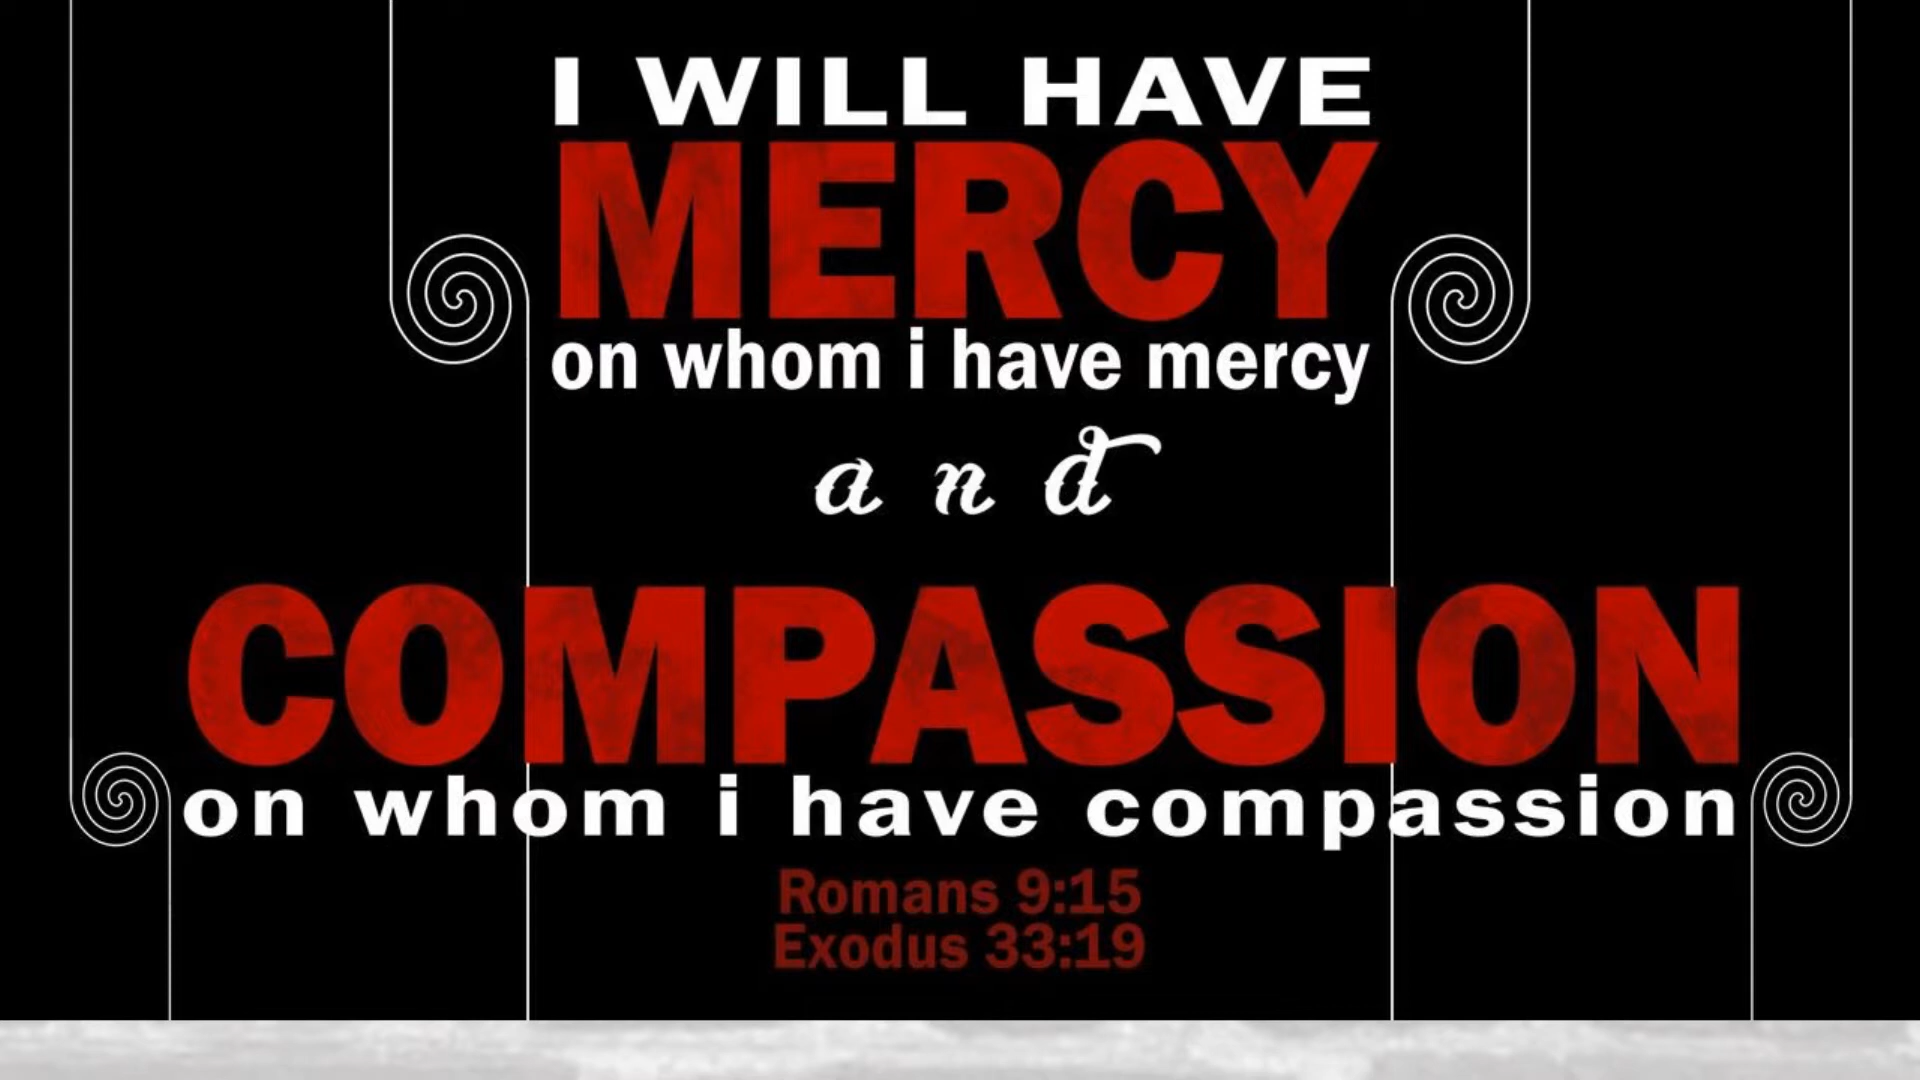 I WILL HAVE
MERCY
on whom i have mercy
and
COMPASSION
on whom i have compassion
Romans 9:15
Exodus 33:19